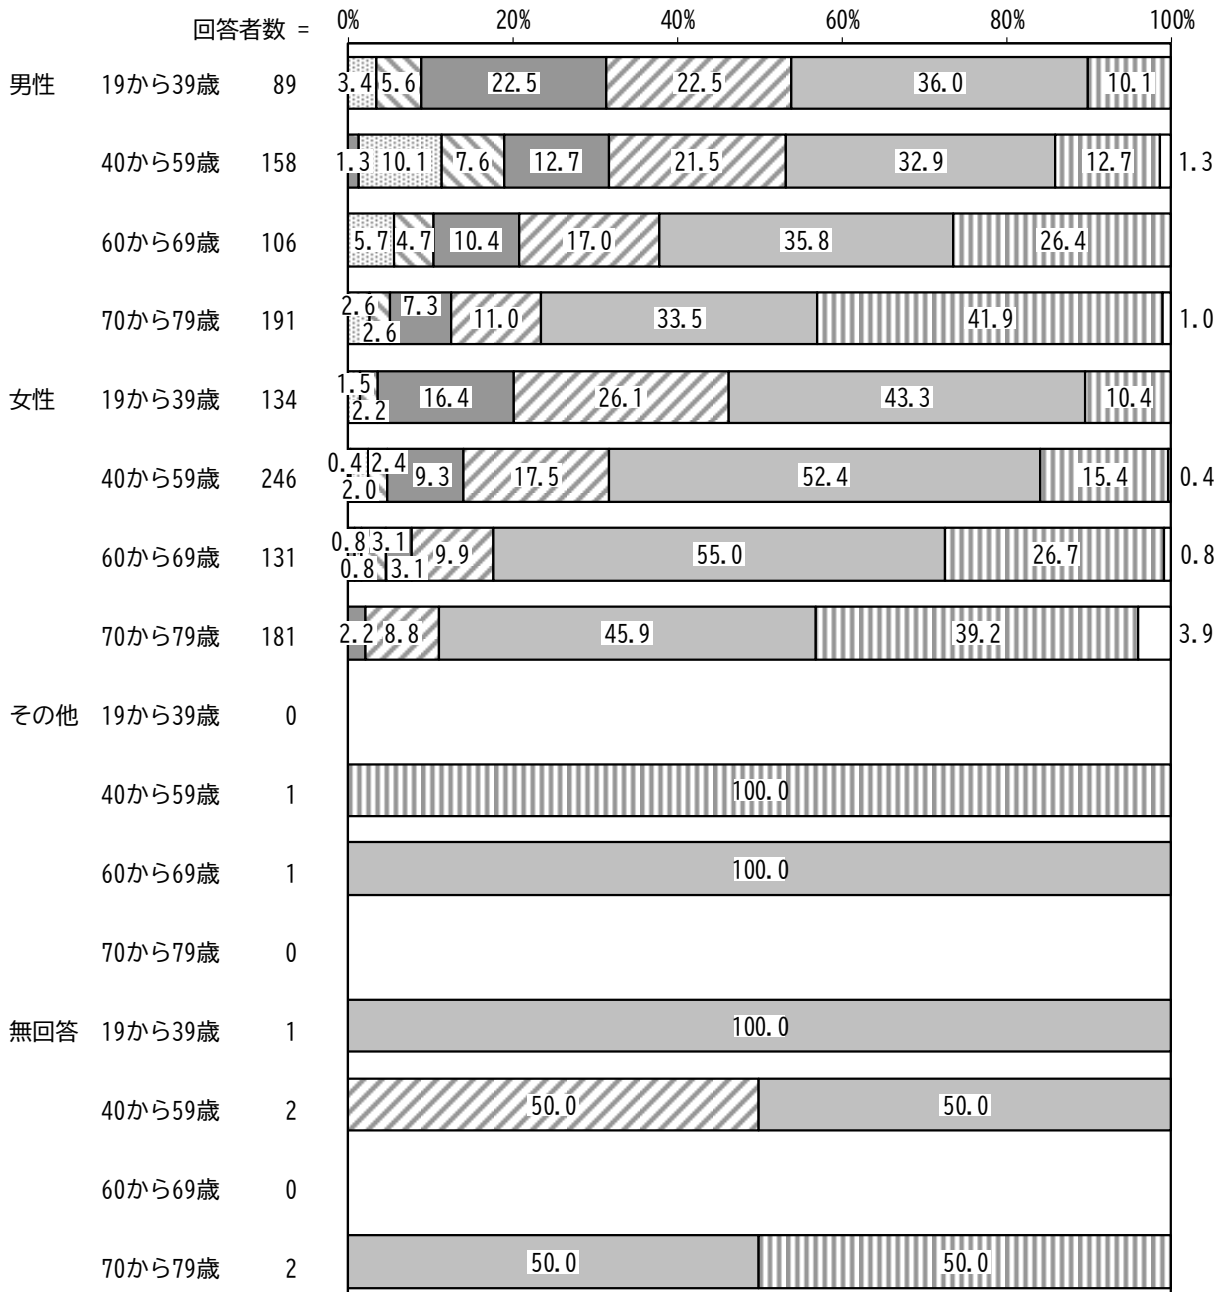 回答者数 = 0% 20% 40% 60% 80% 100%
男性 19から39歳 89 3.4 5.6 22.5 22.5 36.0 10.1
40から59歳 158 1.3 10.1 7.6 12.7 21.5 32.9 12.7 1.3
60から69歳 106 5.7 4.7 10.4 17.0 35.8 26.4
70から79歳 191 2.6 2.6 7.3 11.0 33.5 41.9 1.0
女性 19から39歳 134 1.5 2.2 16.4 26.1 43.3 10.4
40から59歳 246 0.4 2.0 2.4 9.3 17.5 52.4 15.4 0.4
60から69歳 131 0.8 0.8 3.1 3.1 9.9 55.0 26.7 0.8
70から79歳 181 2.2 8.8 45.9 39.2 3.9
その他 19から39歳 0
40から59歳 1 100.0
60から69歳 1 100.0
70から79歳 0
無回答 19から39歳 1 100.0
40から59歳 2 50.0 50.0
60から69歳 0
70から79歳 2 50.0 50.0